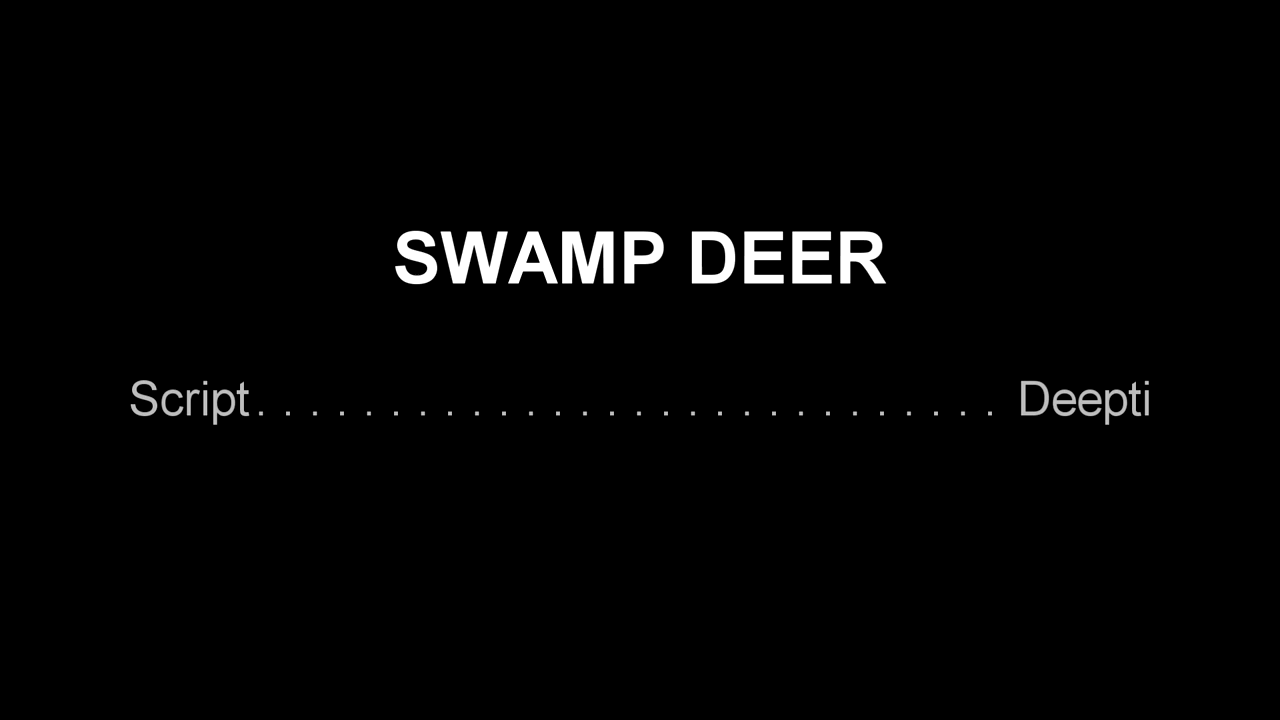 SWAMP DEER
Script. . . . . . . . . . . . . . . . . . . . . . . . . . . . Deepti